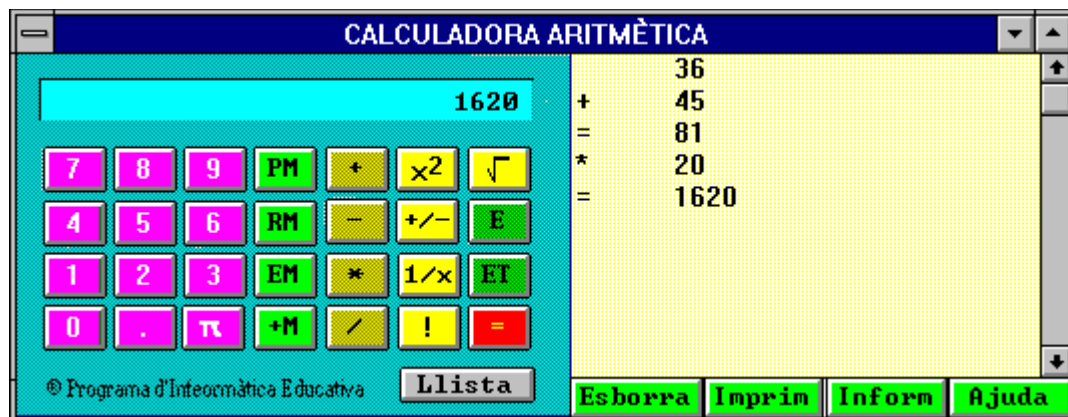 CALCULADORA ARITMÈTICA
1620
7 8 9 PM + x2 √
4 5 6 RM - +/- E
1 2 3 EM * 1/x ET
0 . π +M / ! =
® Programa d'Infeormàtica Educativa Llista
36
+ 45
= 81
* 20
= 1620
Esborra Imprim Inform Ajuda